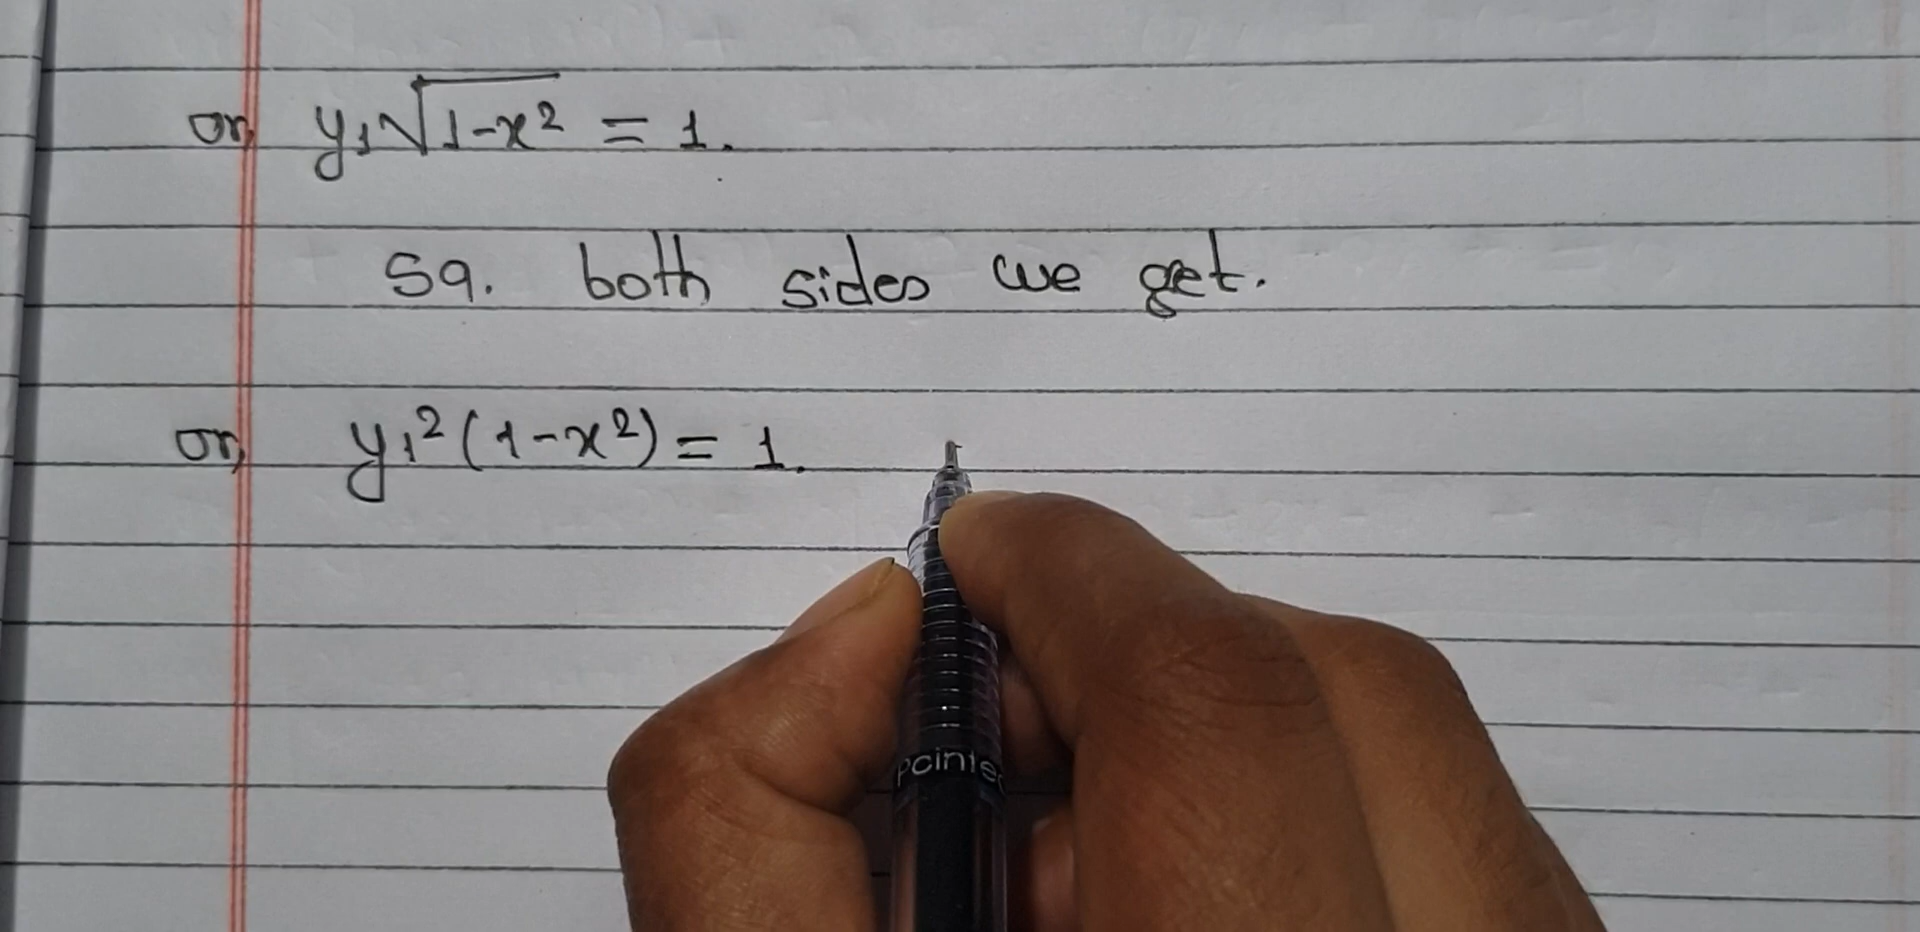 or, y₁√1-x² = 1.
Sq. both sides we get.
or, y₁²(1-x²) = 1.
pointe